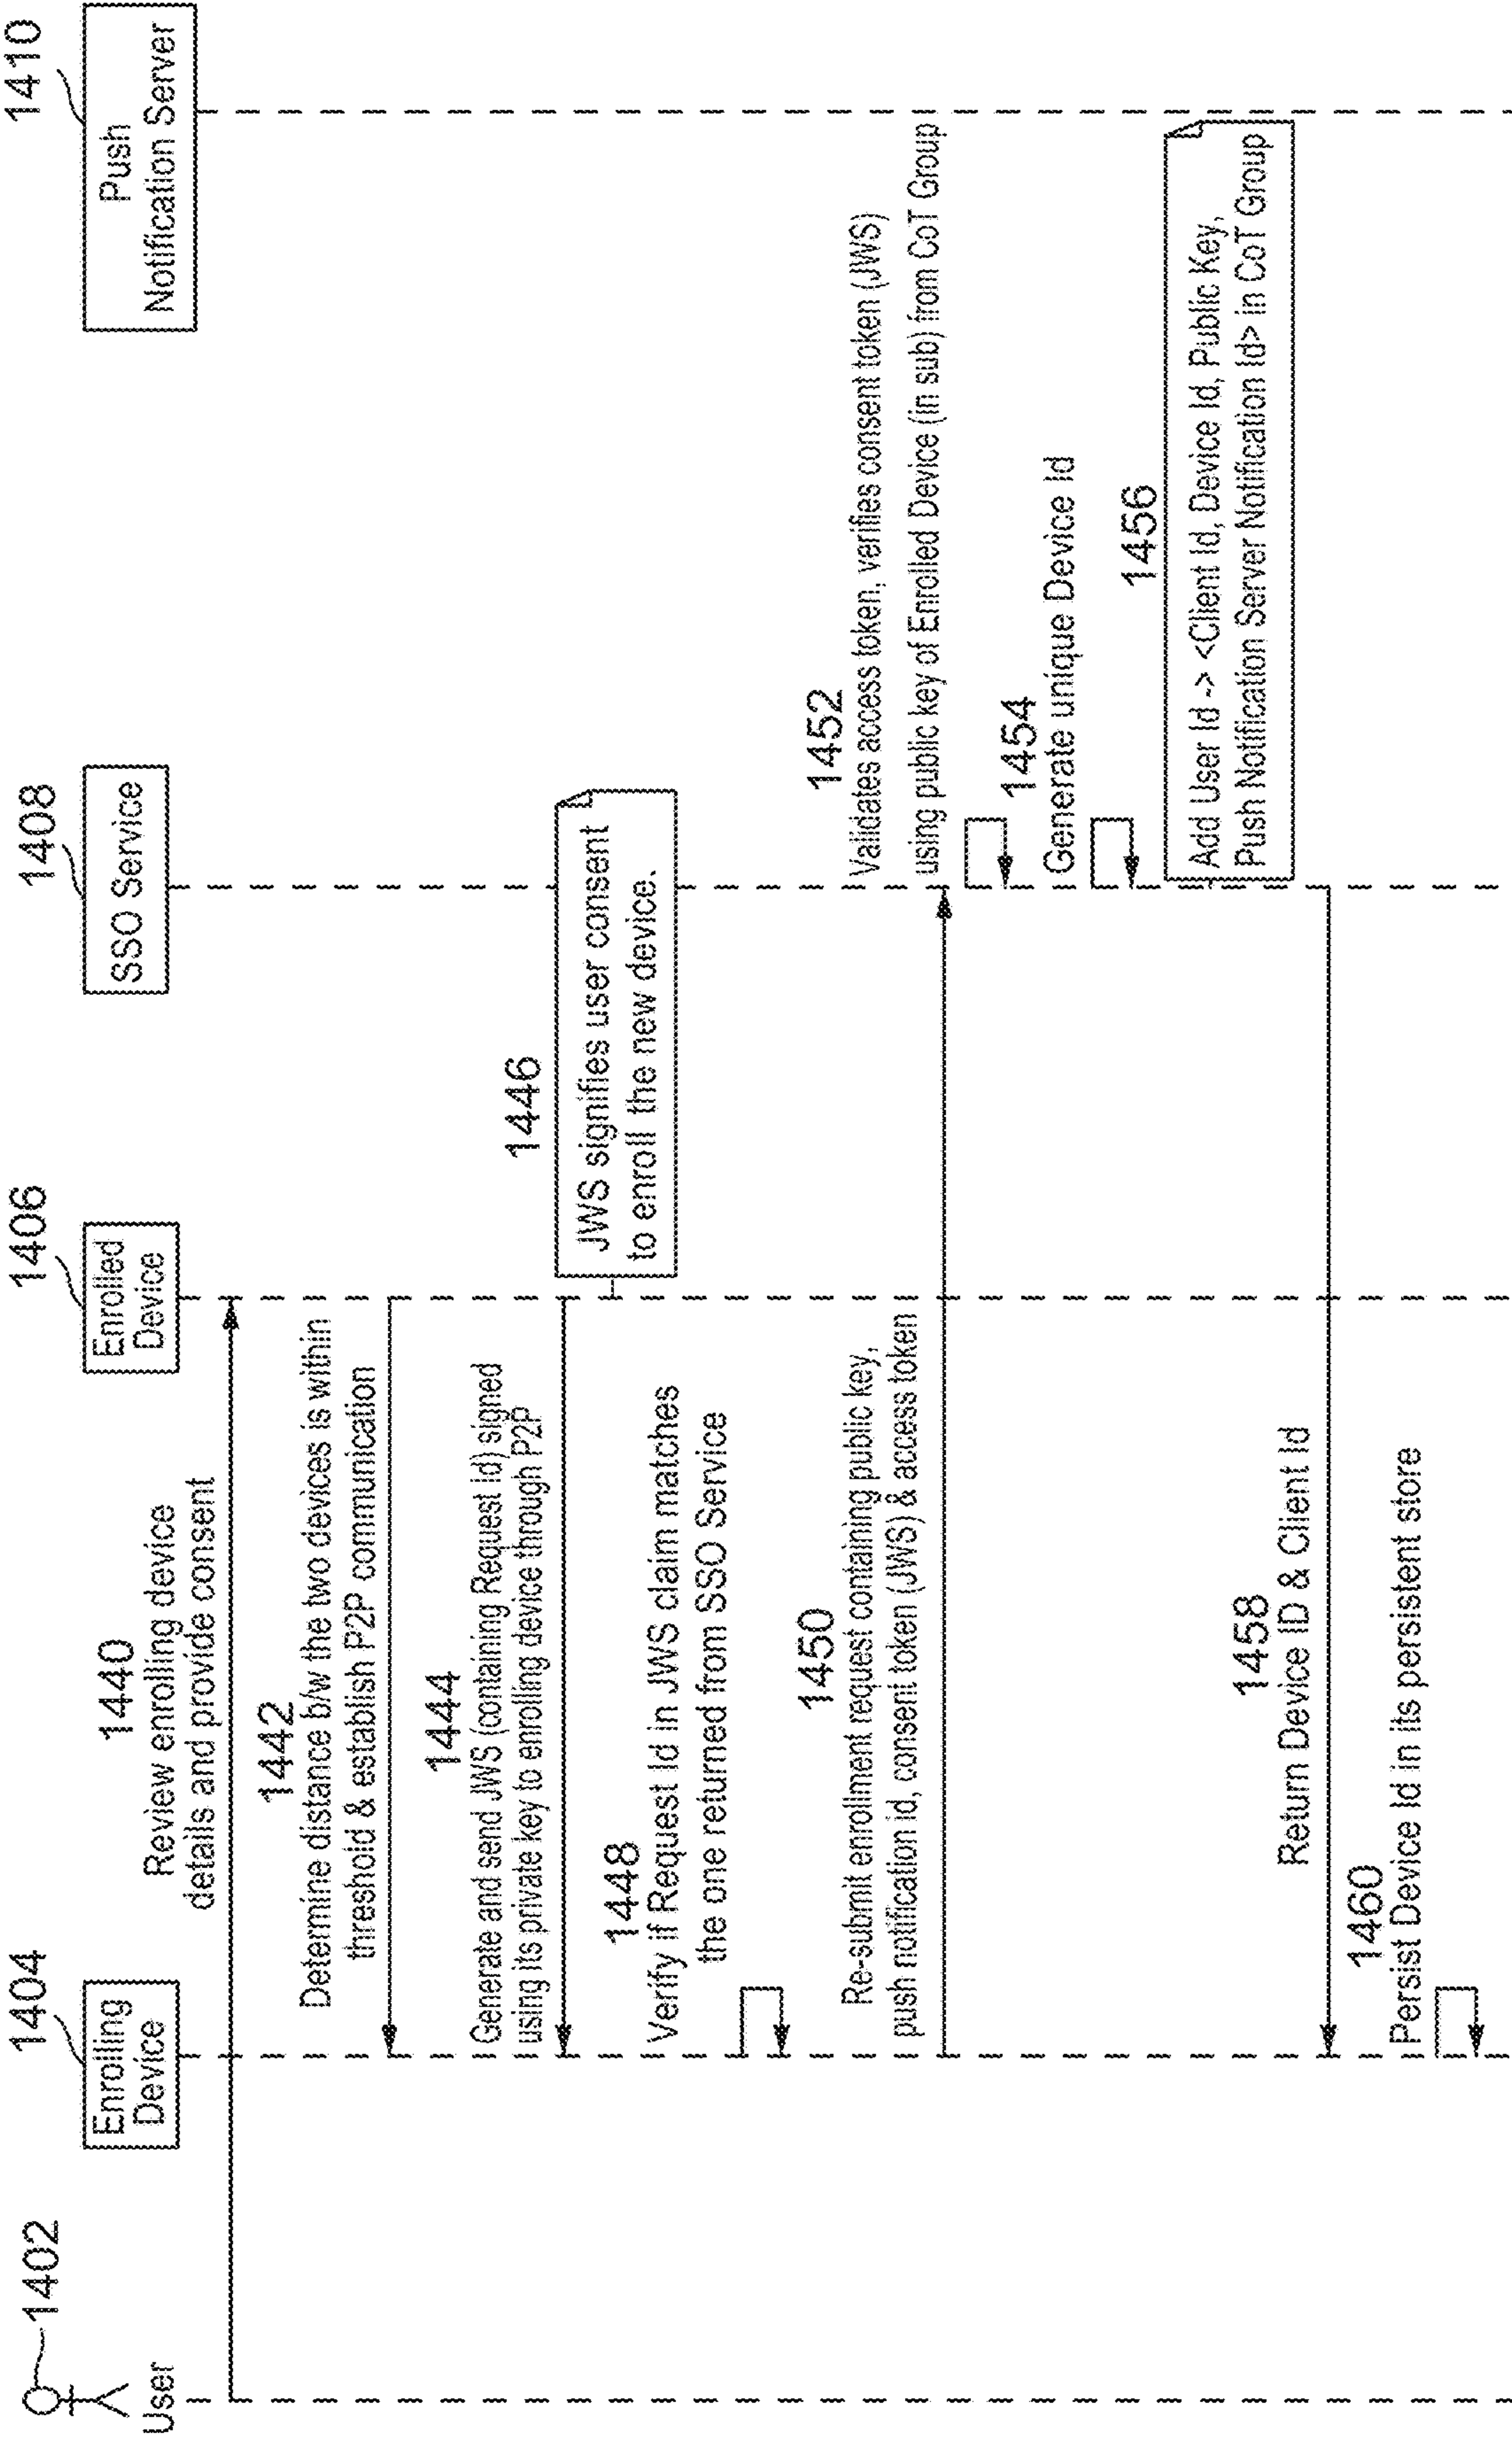 1402
User
1404
Enrolling
Device
1406
Enrolled
Device
1408
SSO Service
1410
Push
Notification Server
1440
Review enrolling device
details and provide consent
1442
Determine distance b/w the two devices is within
threshold & establish P2P communication
1444
Generate and send JWS (containing Request Id) signed
using its private key to enrolling device through P2P
1446
JWS signifies user consent
to enroll the new device.
1448
Verify if Request Id in JWS claim matches
the one returned from SSO Service
1450
Re-submit enrollment request containing public key,
push notification id, consent token (JWS) & access token
1452
Validates access token, verifies consent token (JWS)
using public key of Enrolled Device (in sub) from CoT Group
1454
Generate unique Device Id
1456
Add User Id -> <Client Id, Device Id, Public Key,
Push Notification Server Notification Id> in CoT Group
1458
Return Device ID & Client Id
1460
Persist Device Id in its persistent store